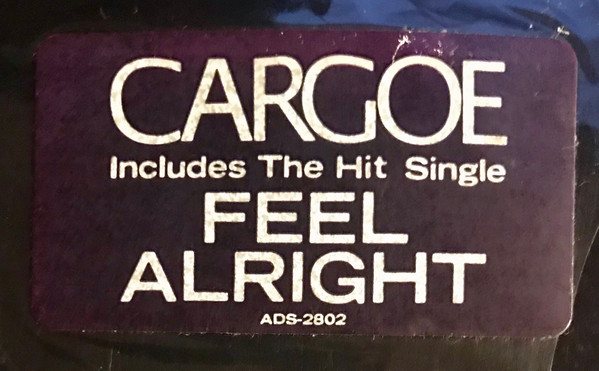 CARGOE
Includes The Hit Single
FEEL
ALRIGHT
ADS-2802